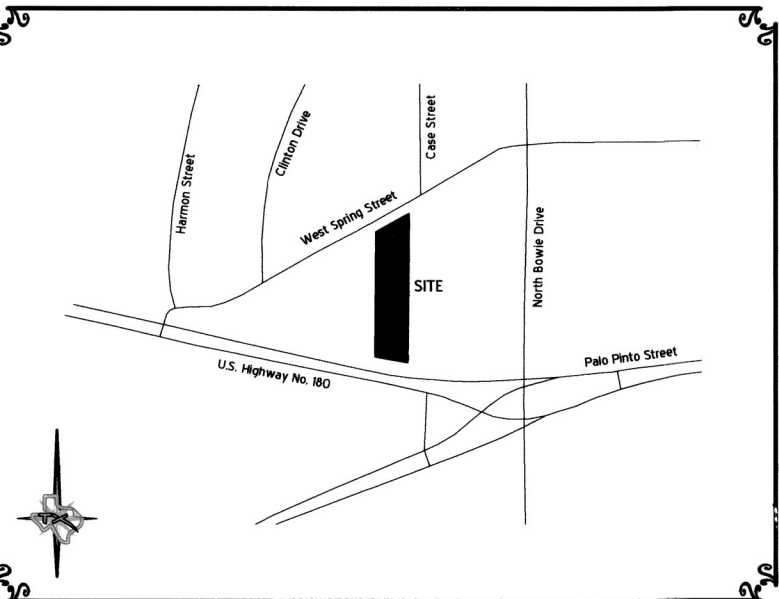 Harmon Street
Clinton Drive
Case Street
West Spring Street
North Bowie Drive
SITE
Palo Pinto Street
U.S. Highway No. 180
TX